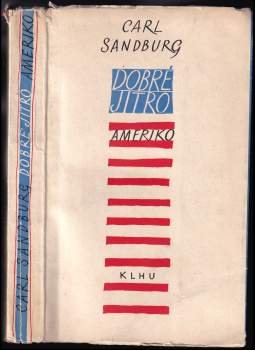 CARL
SANDBURG
DOBRÉ
JITRO
AMERIKO
KLHU
CARL SANDBURG DOBRÉ JITRO AMERIKO